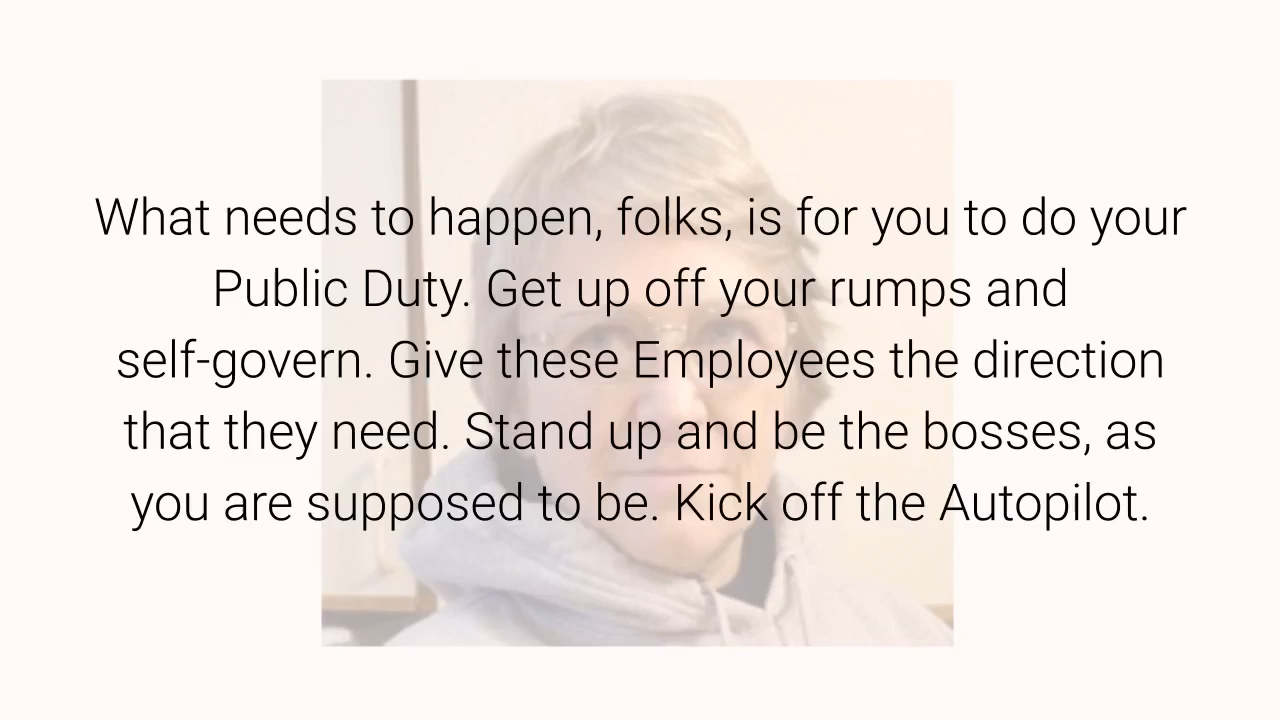 What needs to happen, folks, is for you to do your
Public Duty. Get up off your rumps and
self-govern. Give these Employees the direction
that they need. Stand up and be the bosses, as
you are supposed to be. Kick off the Autopilot.